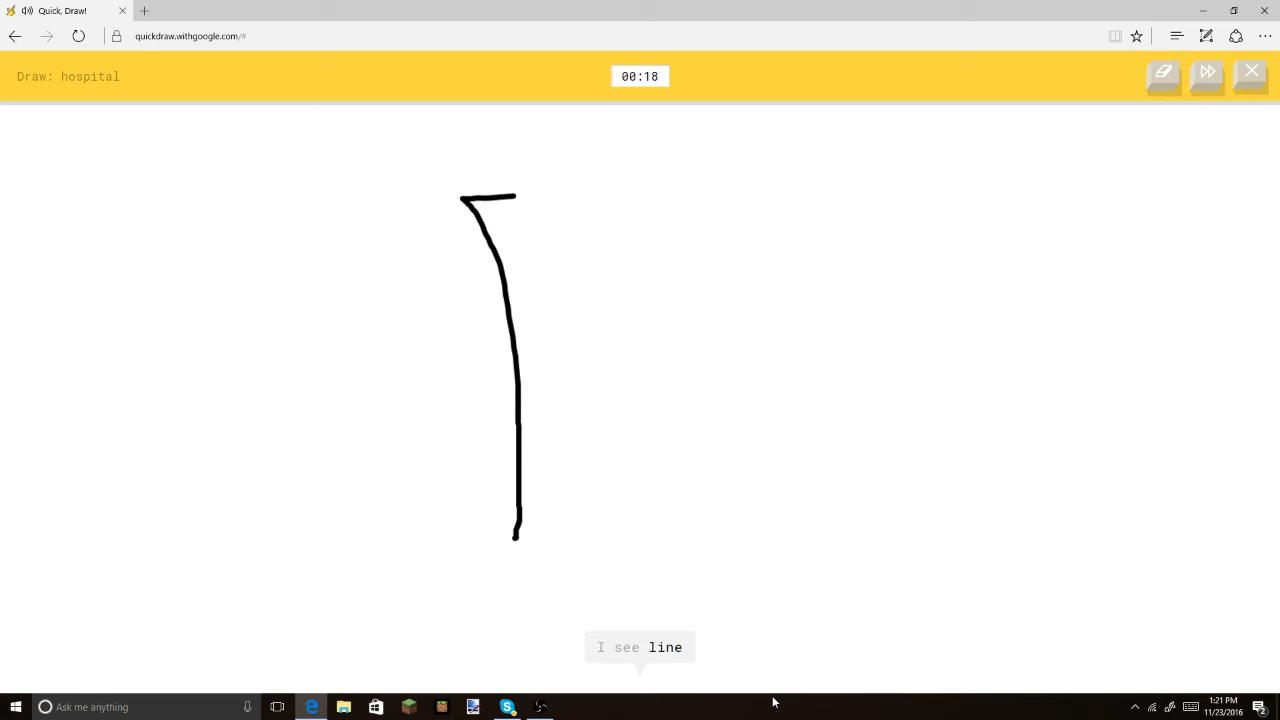 Quick, Draw!
quickdraw.withgoogle.com/#
Draw: hospital
00:18
I see line
Ask me anything
1:21 PM
11/23/2016
2